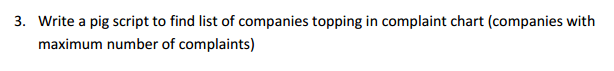 3. Write a pig script to find list of companies topping in complaint chart (companies with
maximum number of complaints)